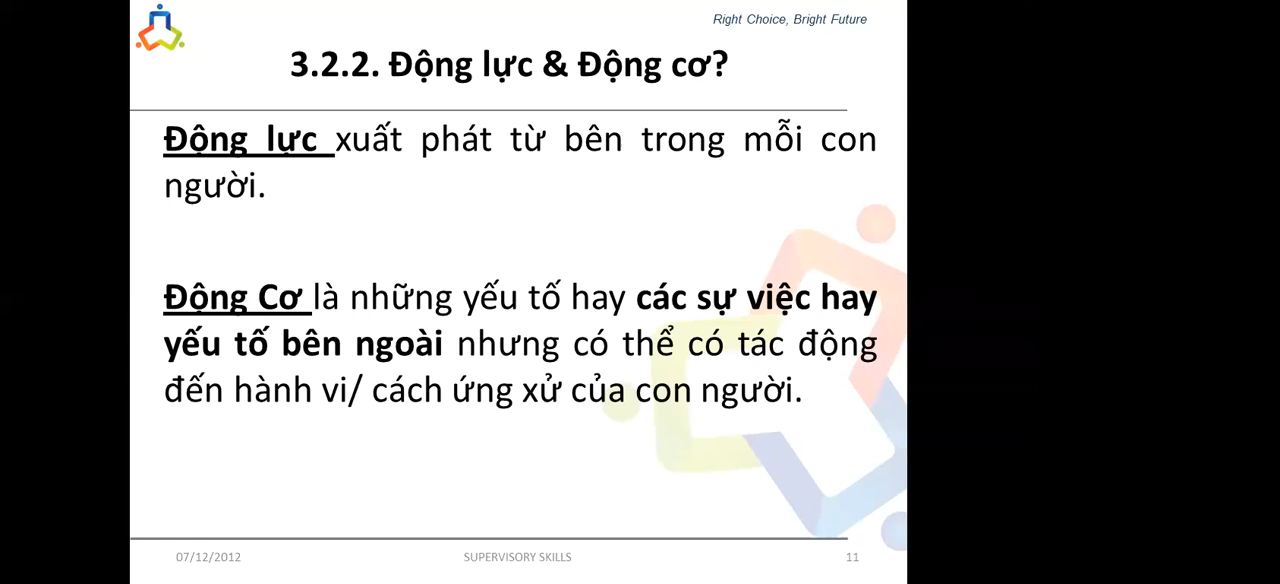 Right Choice, Bright Future
3.2.2. Động lực & Động cơ?
Động lực xuất phát từ bên trong mỗi con
người.
Động Cơ là những yếu tố hay các sự việc hay
yếu tố bên ngoài nhưng có thể có tác động
đến hành vi/ cách ứng xử của con người.
07/12/2012 SUPERVISORY SKILLS 11